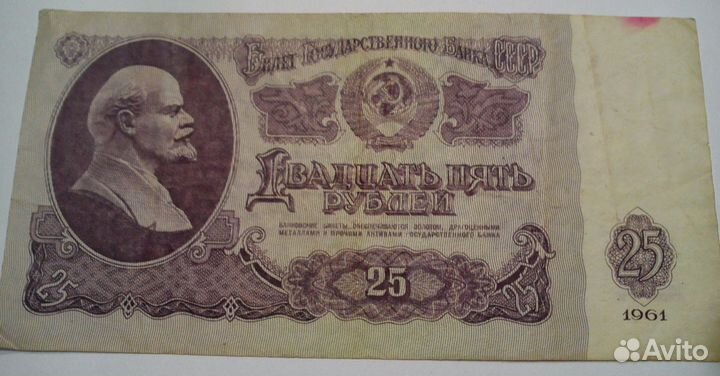 БИЛЕТ ГОСУДАРСТВЕННОГО БАНКА СССР
ДВАДЦАТЬ ПЯТЬ
РУБЛЕЙ
БАНКОВСКИЕ БИЛЕТЫ ОБЕСПЕЧИВАЮТСЯ ЗОЛОТОМ, ДРАГОЦЕННЫМИ
МЕТАЛЛАМИ И ПРОЧИМИ АКТИВАМИ ГОСУДАРСТВЕННОГО БАНКА
25
25
25
25
1961
Avito